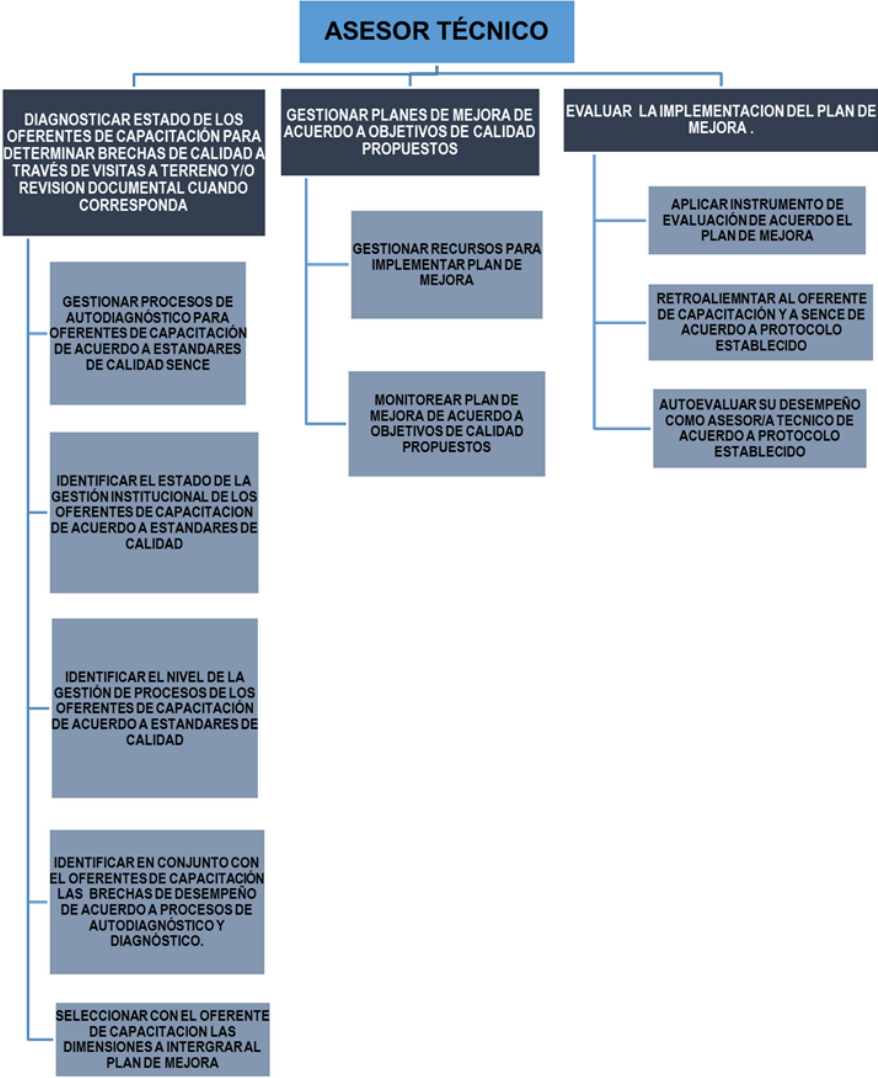 ASESOR TÉCNICO
DIAGNOSTICAR ESTADO DE LOS
OFERENTES DE CAPACITACIÓN PARA
DETERMINAR BRECHAS DE CALIDAD A
TRAVÉS DE VISITAS A TERRENO Y/O
REVISION DOCUMENTAL CUANDO
CORRESPONDA
GESTIONAR PROCESOS DE
AUTODIAGNÓSTICO PARA
OFERENTES DE CAPACITACIÓN
DE ACUERDO A ESTANDARES
DE CALIDAD SENCE
IDENTIFICAR EL ESTADO DE LA
GESTIÓN INSTITUCIONAL DE LOS
OFERENTES DE CAPACITACION
DE ACUERDO A ESTANDARES DE
CALIDAD
IDENTIFICAR EL NIVEL DE LA
GESTIÓN DE PROCESOS DE LOS
OFERENTES DE CAPACITACIÓN
DE ACUERDO A ESTANDARES DE
CALIDAD
IDENTIFICAR EN CONJUNTO CON
EL OFERENTES DE CAPACITACIÓN
LAS BRECHAS DE DESEMPEÑO
DE ACUERDO A PROCESOS DE
AUTODIAGNÓSTICO Y
DIAGNÓSTICO.
SELECCIONAR CON EL OFERENTE
DE CAPACITACION LAS
DIMENSIONES A INTERGRAR AL
PLAN DE MEJORA
GESTIONAR PLANES DE MEJORA DE
ACUERDO A OBJETIVOS DE CALIDAD
PROPUESTOS
GESTIONAR RECURSOS PARA
IMPLEMENTAR PLAN DE
MEJORA
MONITOREAR PLAN DE
MEJORA DE ACUERDO A
OBJETIVOS DE CALIDAD
PROPUESTOS
EVALUAR LA IMPLEMENTACION DEL PLAN DE
MEJORA .
APLICAR INSTRUMENTO DE
EVALUACIÓN DE ACUERDO EL
PLAN DE MEJORA
RETROALIEMNTAR AL OFERENTE
DE CAPACITACIÓN Y A SENCE DE
ACUERDO A PROTOCOLO
ESTABLECIDO
AUTOEVALUAR SU DESEMPEÑO
COMO ASESOR/A TECNICO DE
ACUERDO A PROTOCOLO
ESTABLECIDO